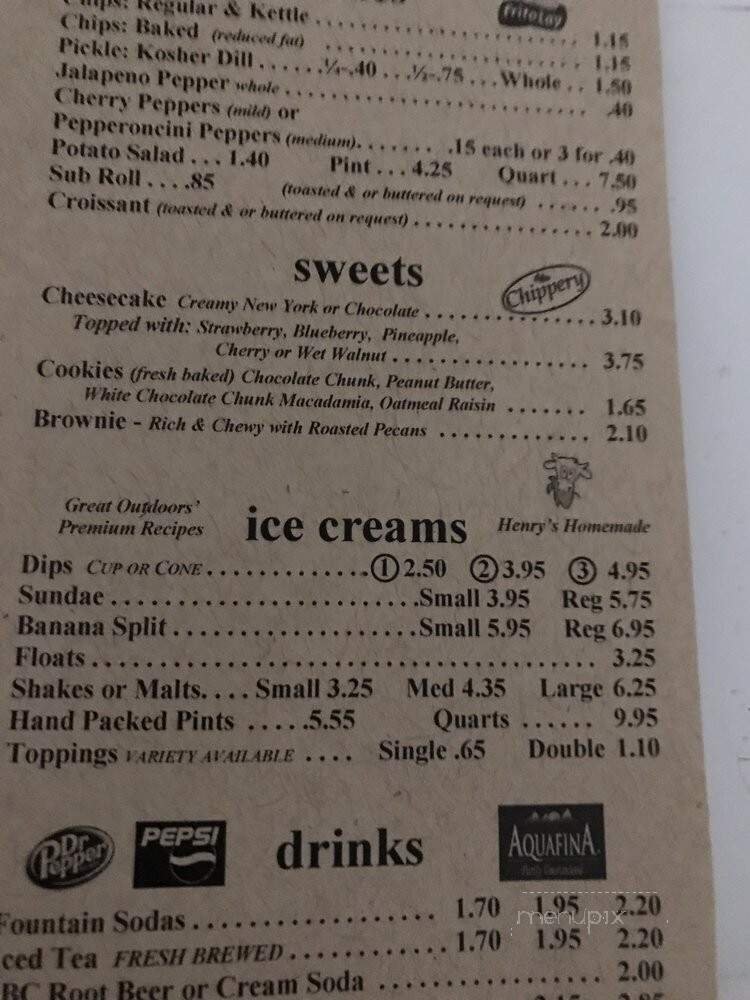 Chips: Regular & Kettle .......................... 1.15
FritoLay
Chips: Baked (reduced fat) .......................... 1.15
Pickle: Kosher Dill ...... ¼-.40 ... ½-.75 ... Whole .. 1.50
Jalapeno Pepper whole .......................... .40
Cherry Peppers (mild) or
Pepperoncini Peppers (medium)........ .15 each or 3 for .40
Potato Salad ... 1.40 Pint ... 4.25 Quart ... 7.50
Sub Roll ....85 (toasted & or buttered on request) ...... .95
Croissant (toasted & or buttered on request) ................ 2.00
sweets
Chippery
Cheesecake Creamy New York or Chocolate ................ 3.10
Topped with: Strawberry, Blueberry, Pineapple,
Cherry or Wet Walnut .................. 3.75
Cookies (fresh baked) Chocolate Chunk, Peanut Butter,
White Chocolate Chunk Macadamia, Oatmeal Raisin ....... 1.65
Brownie - Rich & Chewy with Roasted Pecans ............. 2.10
Great Outdoors'
Premium Recipes
ice creams
Henry's Homemade
Dips CUP OR CONE .............. ① 2.50 ② 3.95 ③ 4.95
Sundae ........................ Small 3.95 Reg 5.75
Banana Split ................... Small 5.95 Reg 6.95
Floats ...................................... 3.25
Shakes or Malts.... Small 3.25 Med 4.35 Large 6.25
Hand Packed Pints .....5.55 Quarts ...... 9.95
Toppings VARIETY AVAILABLE .... Single .65 Double 1.10
Dr Pepper
PEPSI
drinks
AQUAFINA
Fountain Sodas ................... 1.70 1.95 2.20
menupix
ced Tea FRESH BREWED ............. 1.70 1.95 2.20
BC Root Beer or Cream Soda ................. 2.00